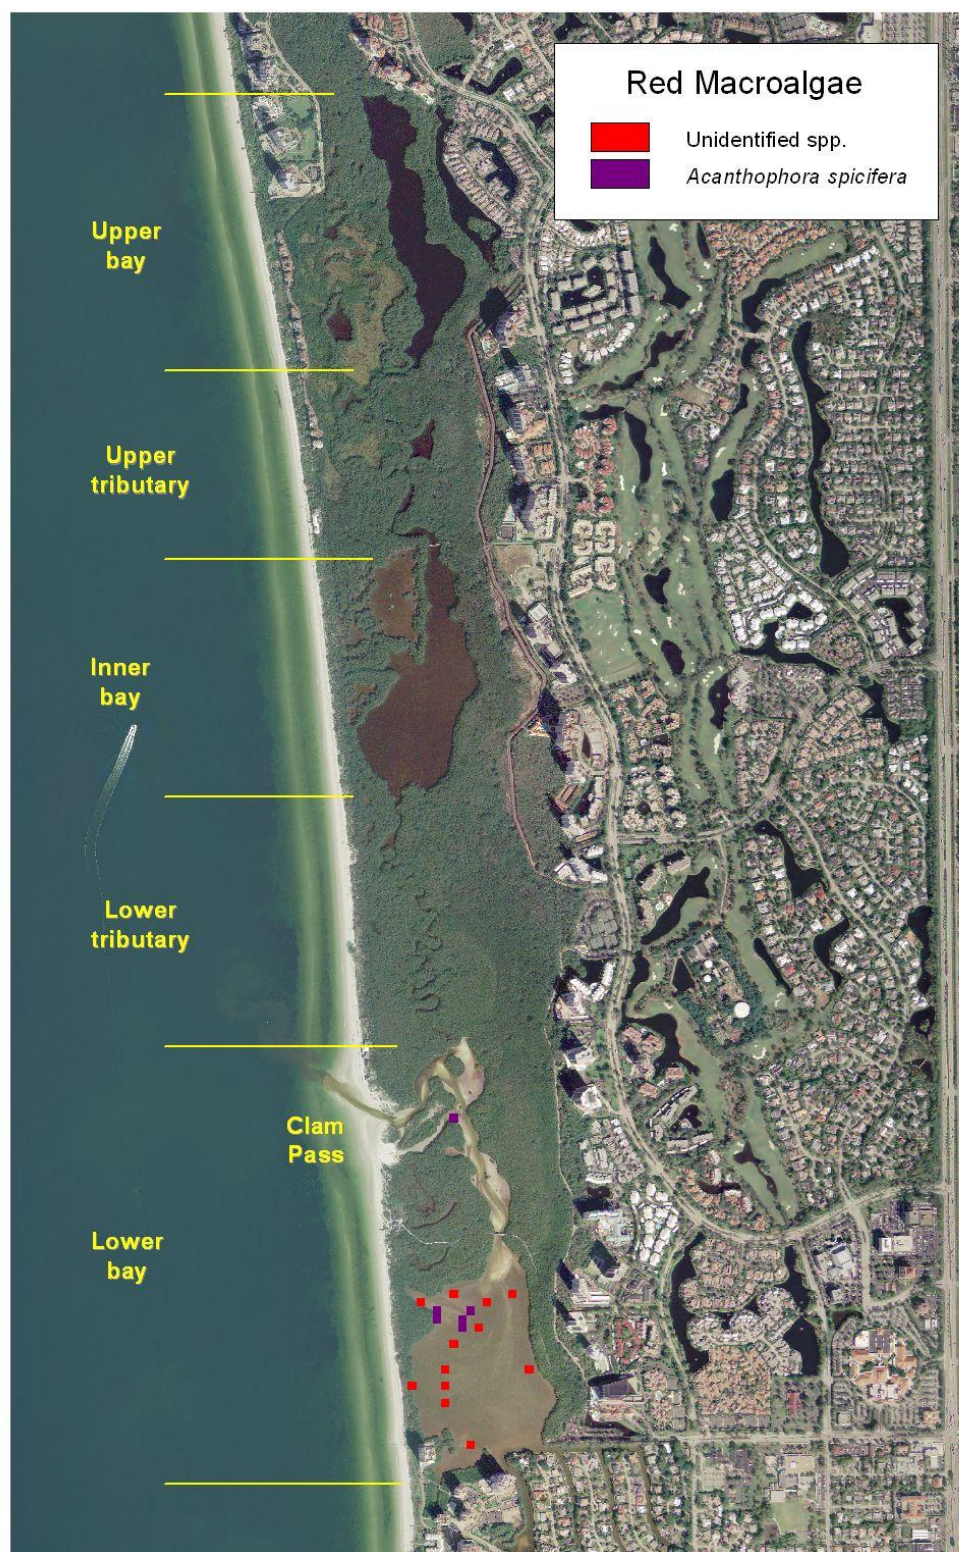 Red Macroalgae
Unidentified spp.
Acanthophora spicifera
Upper
bay
Upper
tributary
Inner
bay
Lower
tributary
Clam
Pass
Lower
bay